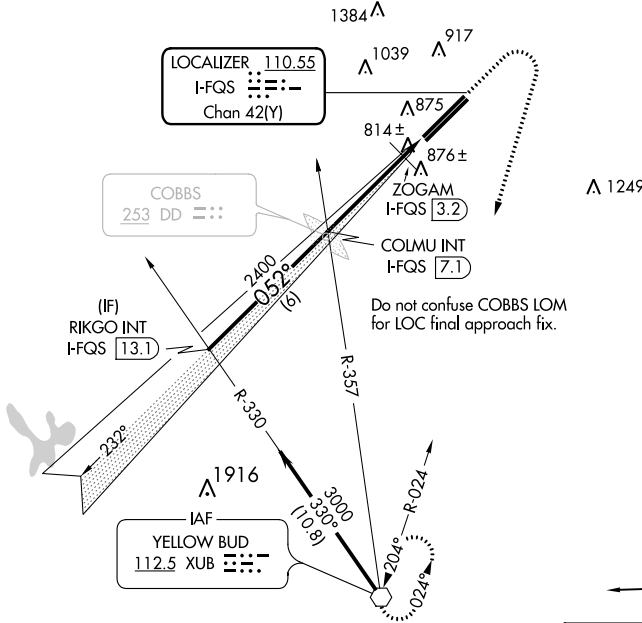 1384
1039
917
LOCALIZER 110.55
I-FQS
Chan 42(Y)
875
814±
876±
ZOGAM
I-FQS 3.2
1249
COBBS
253 DD
COLMU INT
I-FQS 7.1
2400
052°
(6)
Do not confuse COBBS LOM
for LOC final approach fix.
(IF)
RIKGO INT
I-FQS 13.1
R-357
R-330
232°
1916
3000
330°
(10.8)
R-024
204°
024°
IAF
YELLOW BUD
112.5 XUB